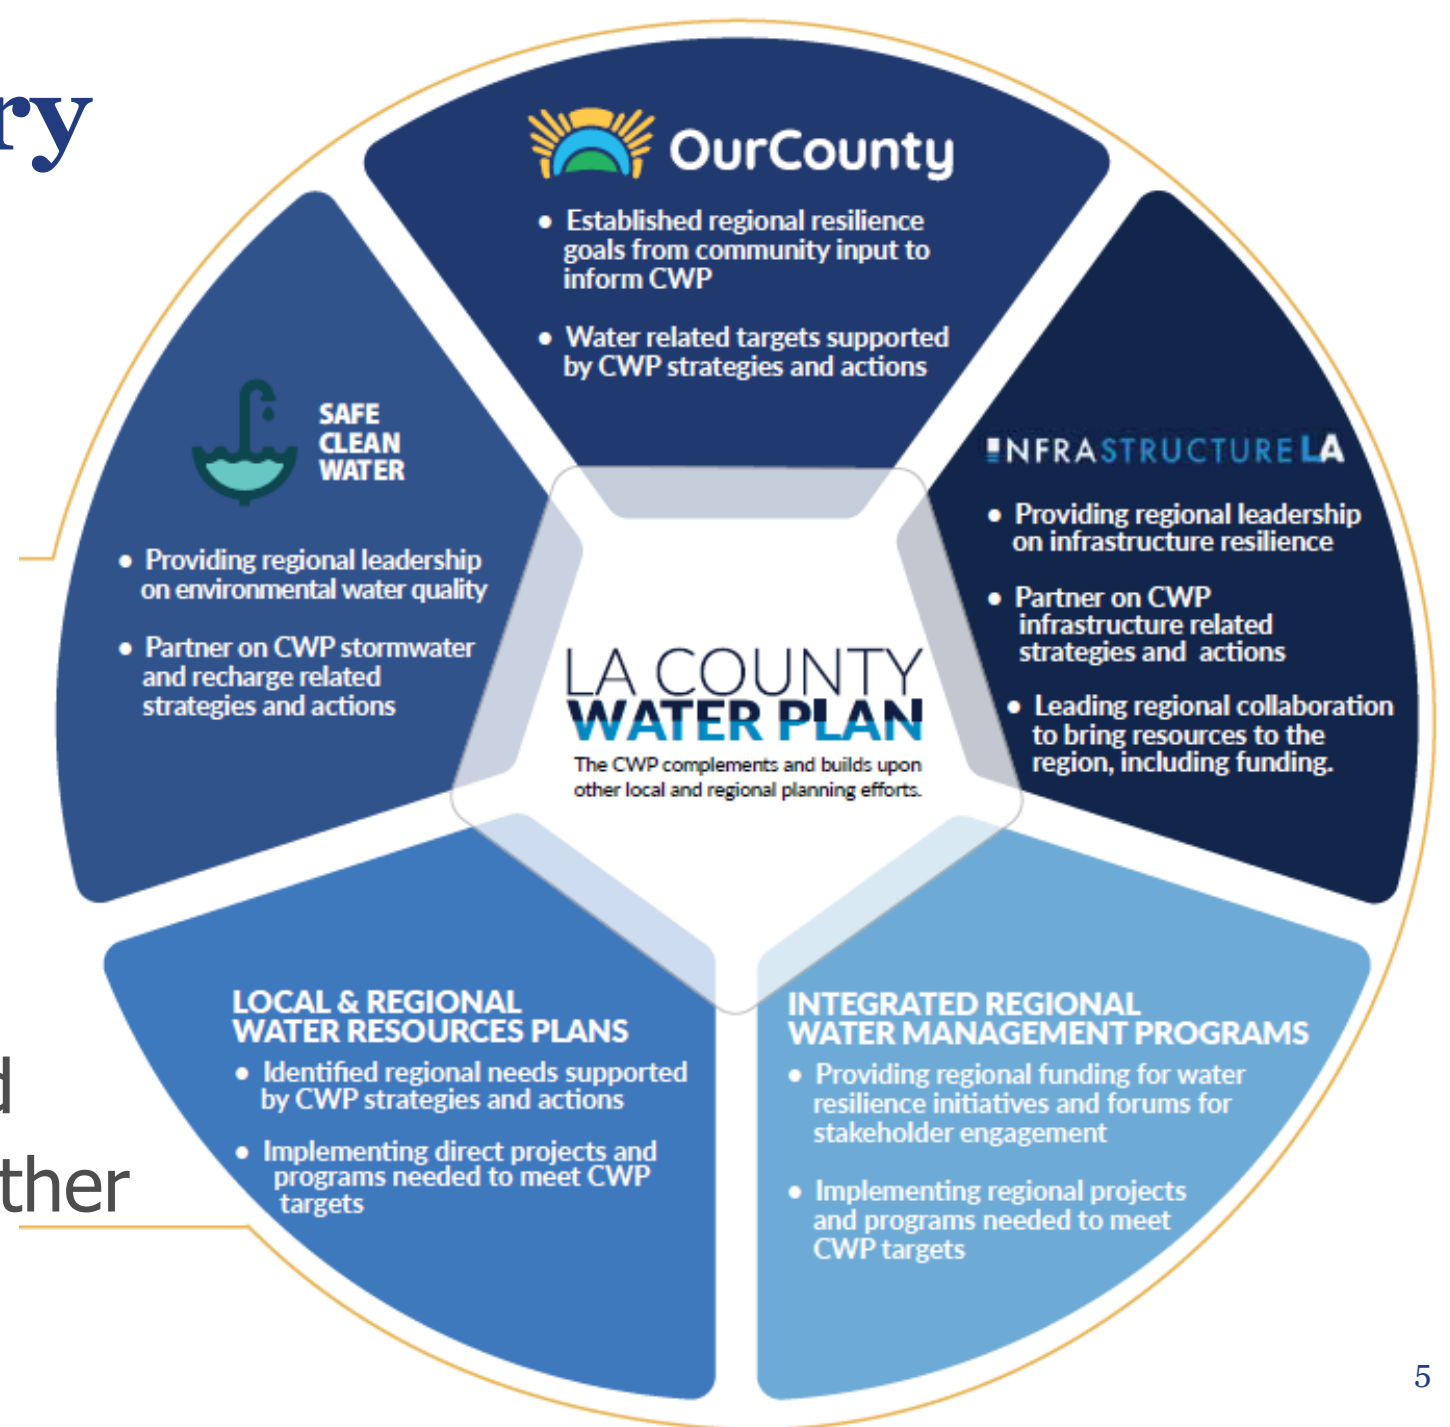 ry
OurCounty
• Established regional resilience
goals from community input to
inform CWP
• Water related targets supported
by CWP strategies and actions
SAFE
CLEAN
WATER
• Providing regional leadership
on environmental water quality
• Partner on CWP stormwater
and recharge related
strategies and actions
INFRASTRUCTURE LA
• Providing regional leadership
on infrastructure resilience
• Partner on CWP
infrastructure related
strategies and actions
• Leading regional collaboration
to bring resources to the
region, including funding.
LA COUNTY
WATER PLAN
The CWP complements and builds upon
other local and regional planning efforts.
LOCAL & REGIONAL
WATER RESOURCES PLANS
• Identified regional needs supported
by CWP strategies and actions
• Implementing direct projects and
programs needed to meet CWP
targets
INTEGRATED REGIONAL
WATER MANAGEMENT PROGRAMS
• Providing regional funding for water
resilience initiatives and forums for
stakeholder engagement
• Implementing regional projects
and programs needed to meet
CWP targets
d
ther
5